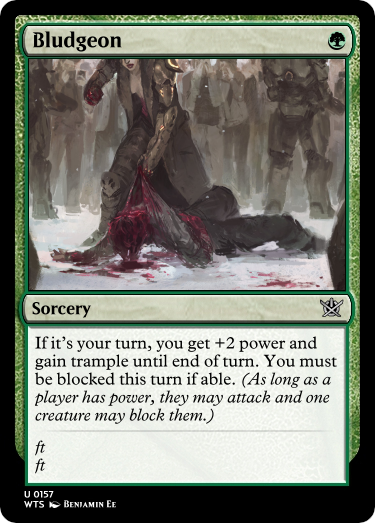 Bludgeon
Sorcery
If it's your turn, you get +2 power and
gain trample until end of turn. You must
be blocked this turn if able. (As long as a
player has power, they may attack and one
creature may block them.)
ft
ft
U 0157
WTS Benjamin Ee